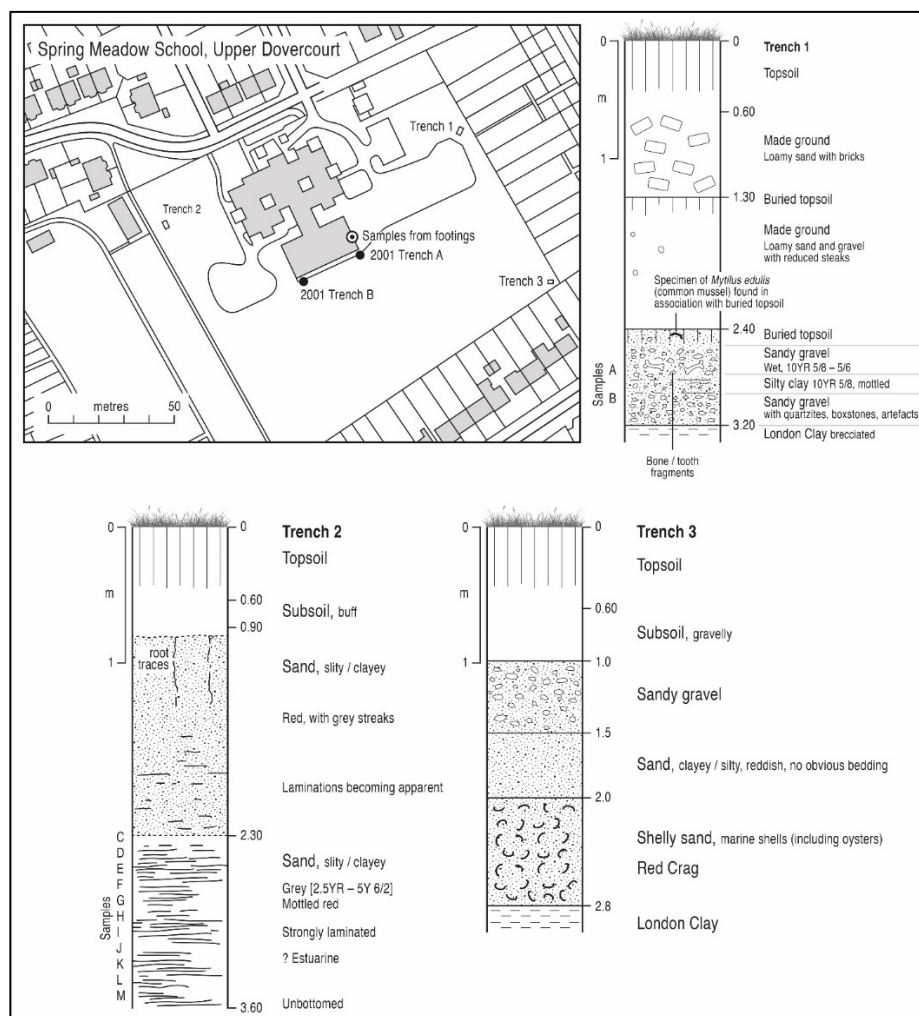 Spring Meadow School, Upper Dovercourt
Trench 1
Trench 2
Samples from footings
2001 Trench A
2001 Trench B
Trench 3
0 metres 50
0
m
1
0
0.60
1.30
2.40
3.20
Trench 1
Topsoil
Made ground
Loamy sand with bricks
Buried topsoil
Made ground
Loamy sand and gravel
with reduced steaks
Specimen of Mytilus edulis
(common mussel) found in
association with buried topsoil
Buried topsoil
Sandy gravel
Wet, 10YR 5/8 – 5/6
Silty clay 10YR 5/8, mottled
Sandy gravel
with quartzites, boxstones, artefacts
London Clay brecciated
Samples
A
B
Bone / tooth
fragments
0
m
1
0
0.60
0.90
2.30
3.60
Trench 2
Topsoil
Subsoil, buff
root
traces
Sand, slity / clayey
Red, with grey streaks
Laminations becoming apparent
Samples
C
D
E
F
G
H
I
J
K
L
M
Sand, slity / clayey
Grey [2.5YR – 5Y 6/2]
Mottled red
Strongly laminated
? Estuarine
Unbottomed
0
m
1
0
0.60
1.0
1.5
2.0
2.8
Trench 3
Topsoil
Subsoil, gravelly
Sandy gravel
Sand, clayey / silty, reddish, no obvious bedding
Shelly sand, marine shells (including oysters)
Red Crag
London Clay